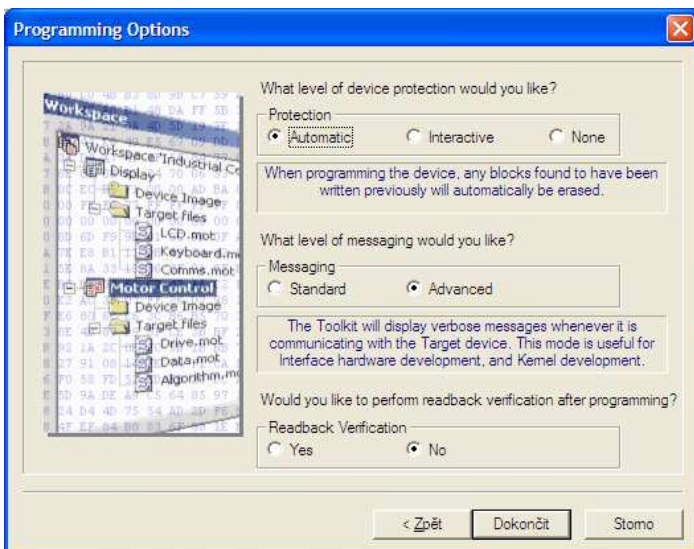 Programming Options
What level of device protection would you like?
Protection
Automatic
Interactive
None
When programming the device, any blocks found to have been
written previously will automatically be erased.
What level of messaging would you like?
Messaging
Standard
Advanced
The Toolkit will display verbose messages whenever it is
communicating with the Target device. This mode is useful for
Interface hardware development, and Kernel development.
Would you like to perform readback verification after programming?
Readback Verification
Yes
No
Workspace
Workspace "Industrial Co
Display
Device Image
Target files
LCD.mot
Keyboard.m
Comms.mot
Motor Control
Device Image
Target files
Drive.mot
Data.mot
Algorithm.mo
< Zpět
Dokončit
Storno